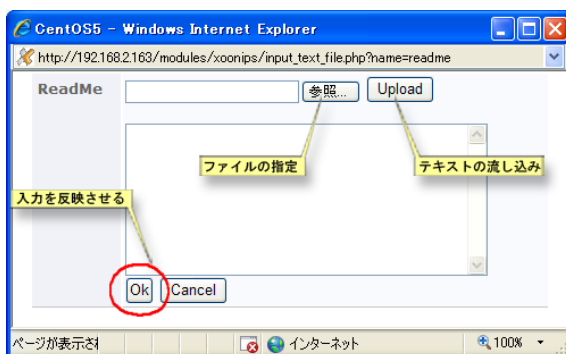 CentOS5 - Windows Internet Explorer
http://192.168.2.163/modules/xoonips/input_text_file.php?name=readme
ReadMe 参照... Upload
ファイルの指定 テキストの流し込み
入力を反映させる
Ok Cancel
ページが表示さ インターネット 100%